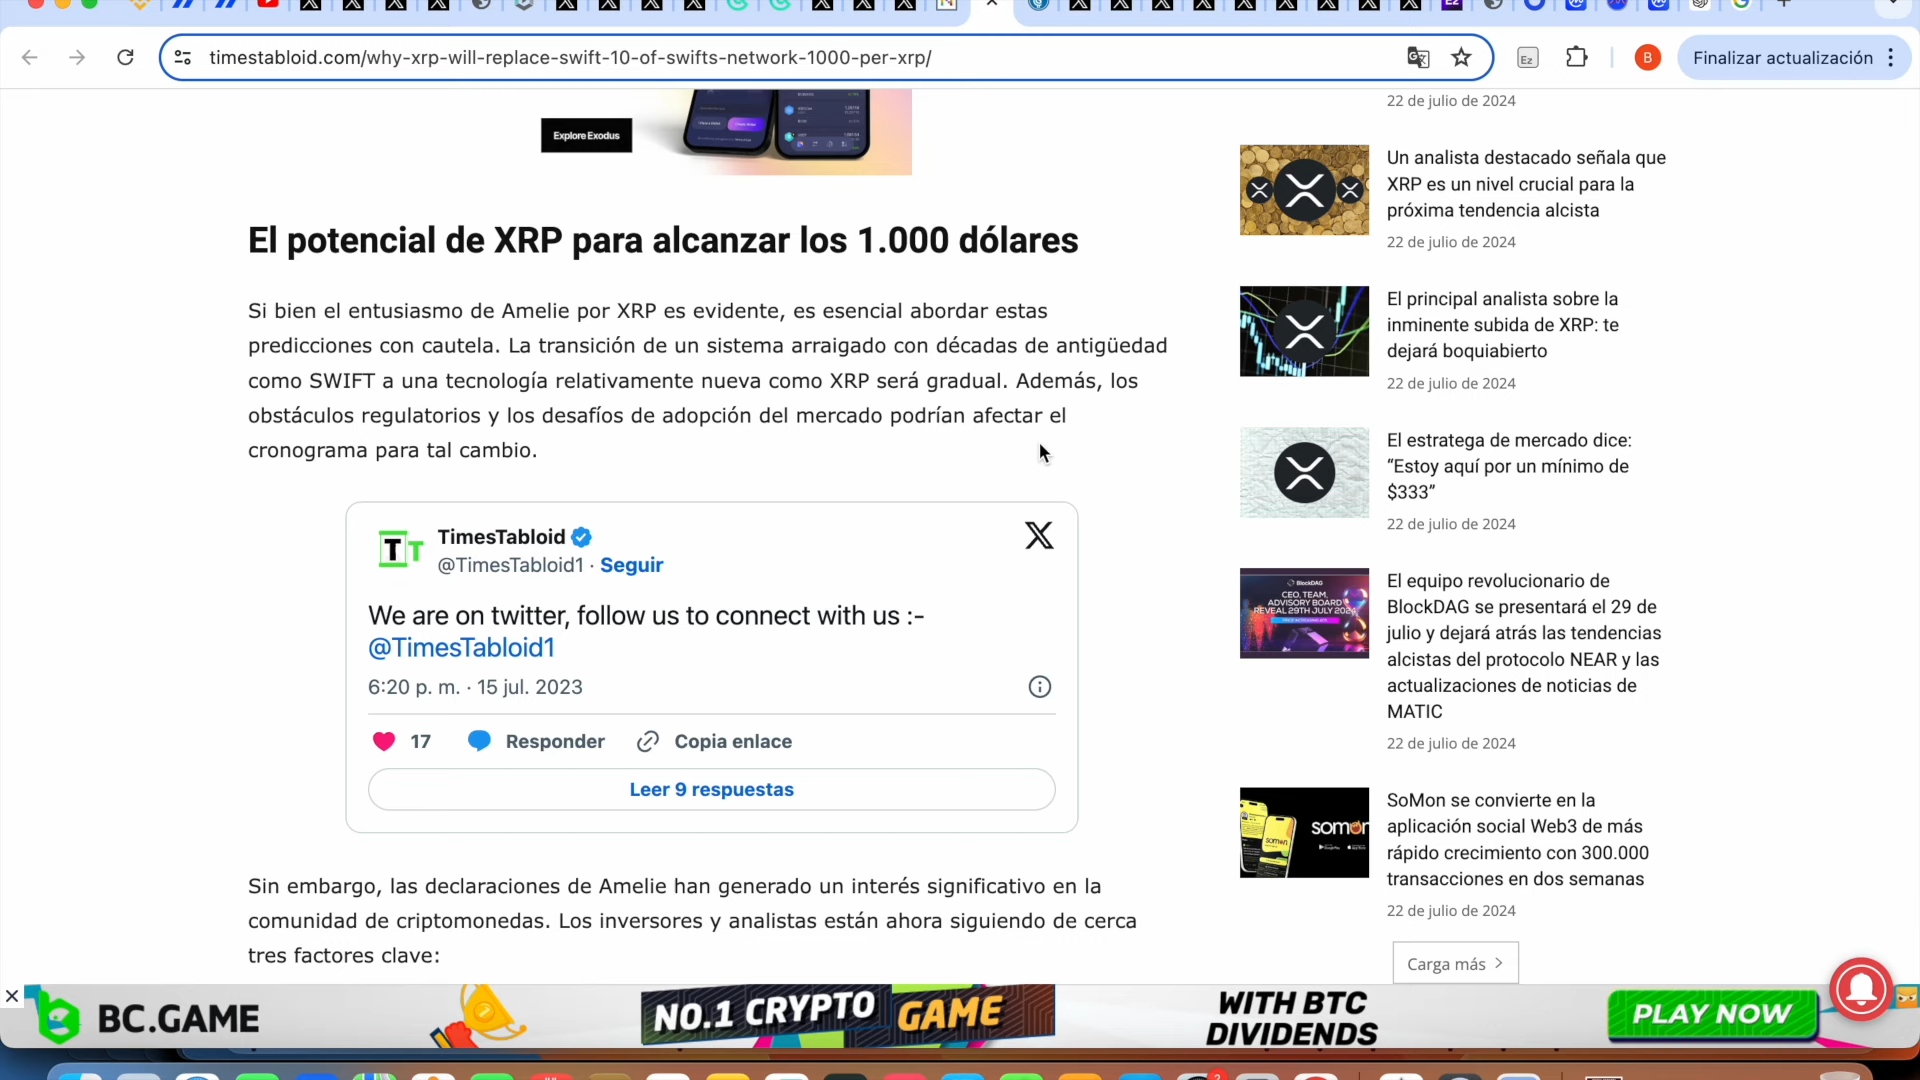 timestabloid.com/why-xrp-will-replace-swift-10-of-swifts-network-1000-per-xrp/
B
Finalizar actualización
Explore Exodus
El potencial de XRP para alcanzar los 1.000 dólares
Si bien el entusiasmo de Amelie por XRP es evidente, es esencial abordar estas
predicciones con cautela. La transición de un sistema arraigado con décadas de antigüedad
como SWIFT a una tecnología relativamente nueva como XRP será gradual. Además, los
obstáculos regulatorios y los desafíos de adopción del mercado podrían afectar el
cronograma para tal cambio.
TT
TimesTabloid
@TimesTabloid1 · Seguir
We are on twitter, follow us to connect with us :-
@TimesTabloid1
6:20 p. m. · 15 jul. 2023
17 Responder Copia enlace
Leer 9 respuestas
Sin embargo, las declaraciones de Amelie han generado un interés significativo en la
comunidad de criptomonedas. Los inversores y analistas están ahora siguiendo de cerca
tres factores clave:
22 de julio de 2024
Un analista destacado señala que
XRP es un nivel crucial para la
próxima tendencia alcista
22 de julio de 2024
El principal analista sobre la
inminente subida de XRP: te
dejará boquiabierto
22 de julio de 2024
El estratega de mercado dice:
“Estoy aquí por un mínimo de
$333”
22 de julio de 2024
BlockDAG
CEO, TEAM,
ADVISORY BOARD
REVEAL 29TH JULY 2024
El equipo revolucionario de
BlockDAG se presentará el 29 de
julio y dejará atrás las tendencias
alcistas del protocolo NEAR y las
actualizaciones de noticias de
MATIC
22 de julio de 2024
somon
SoMon se convierte en la
aplicación social Web3 de más
rápido crecimiento con 300.000
transacciones en dos semanas
22 de julio de 2024
Carga más
BC.GAME
NO.1 CRYPTO GAME
WITH BTC
DIVIDENDS
PLAY NOW